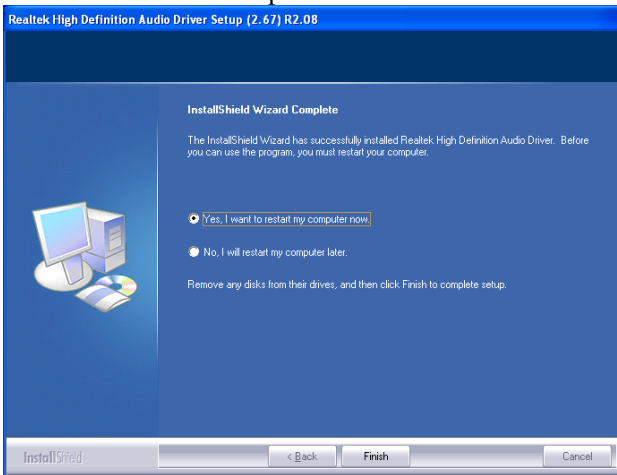 Realtek High Definition Audio Driver Setup (2.67) R2.08
InstallShield Wizard Complete
The InstallShield Wizard has successfully installed Realtek High Definition Audio Driver. Before
you can use the program, you must restart your computer.
Yes, I want to restart my computer now.
No, I will restart my computer later.
Remove any disks from their drives, and then click Finish to complete setup.
InstallShield
< Back
Finish
Cancel